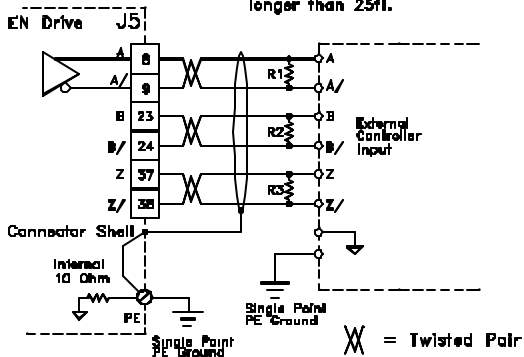 longer than 25ft.
EN Drive J5
A 8 A
R1
A/ 9 A/
B 23 B
R2
B/ 24 B/
External
Controller
Input
Z 37 Z
R3
Z/ 38 Z/
Connector Shell
Internal
10 Ohm
PE
Single Point
PE Ground
Single Point
PE Ground
= Twisted Pair